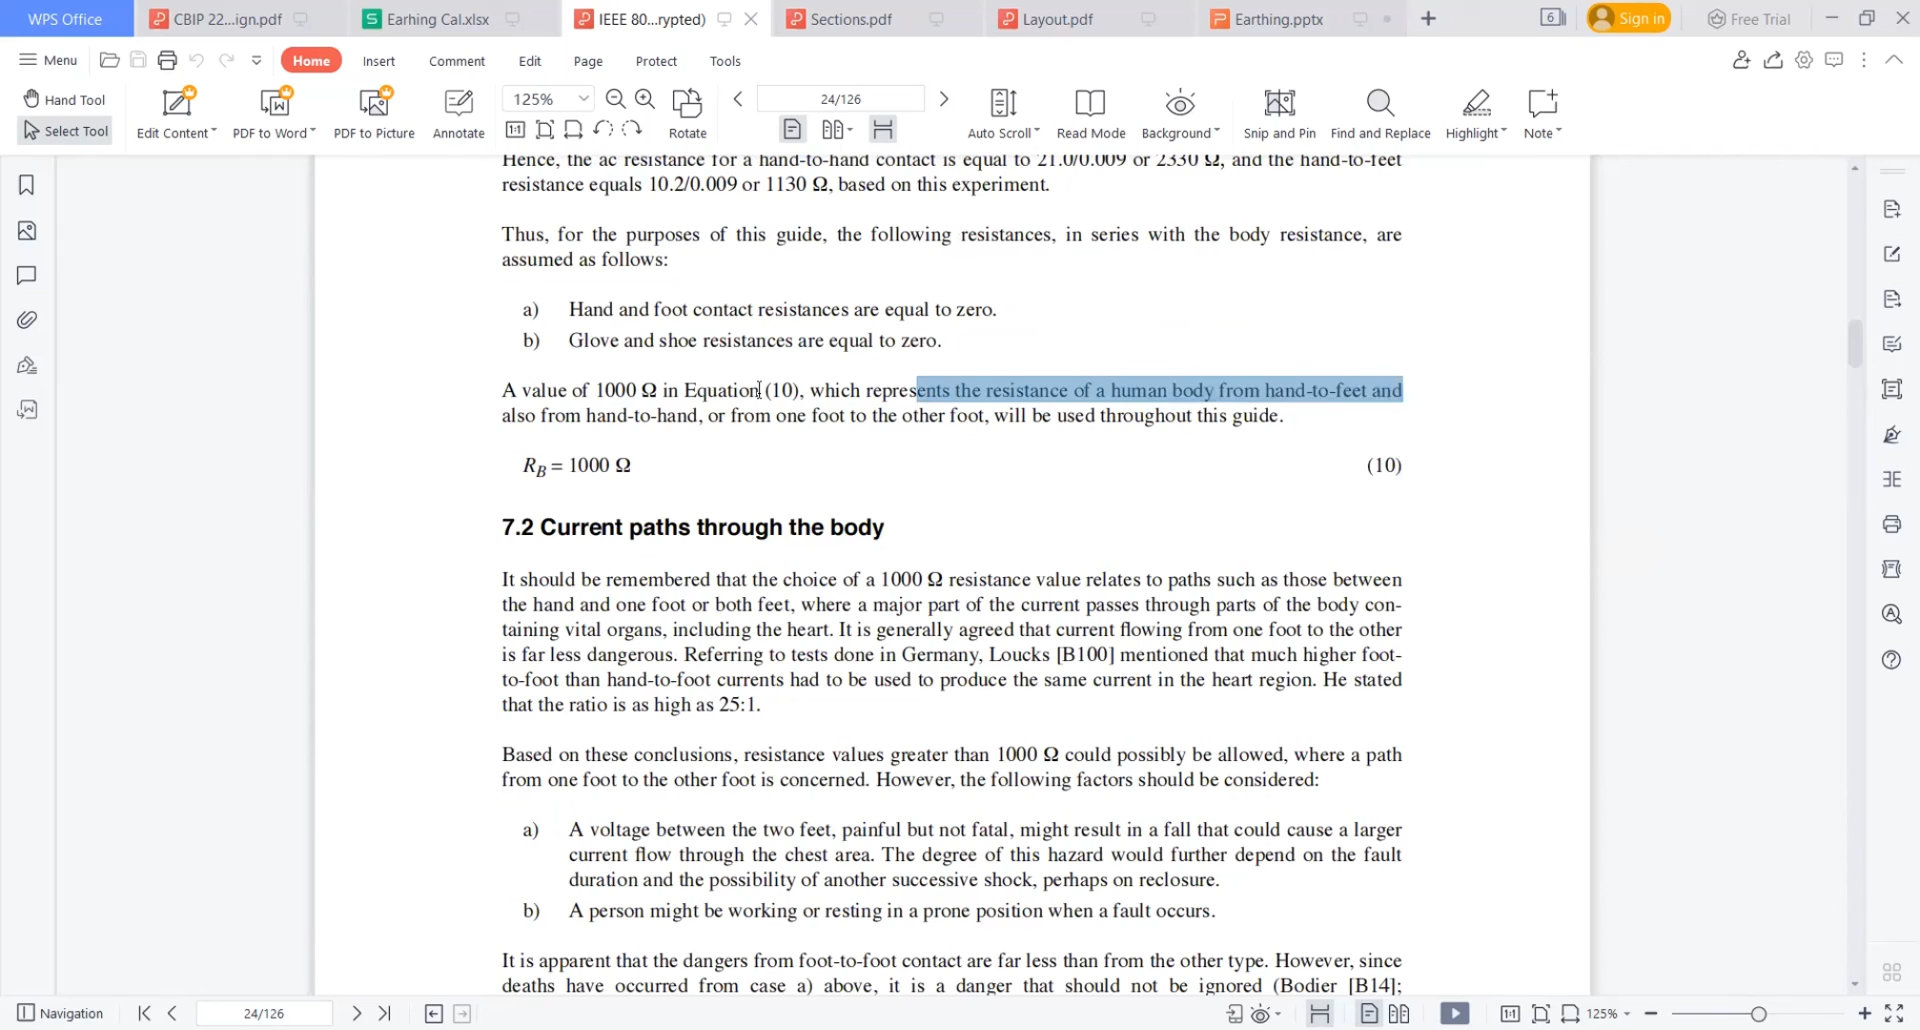 WPS Office
CBIP 22...ign.pdf
Earhing Cal.xlsx
IEEE 80...rypted)
Sections.pdf
Layout.pdf
Earthing.pptx
6
Sign in
Free Trial
Menu
Home
Insert
Comment
Edit
Page
Protect
Tools
Hand Tool
Select Tool
Edit Content
PDF to Word
PDF to Picture
Annotate
125%
Rotate
24/126
Auto Scroll
Read Mode
Background
Snip and Pin
Find and Replace
Highlight
Note
Hence, the ac resistance for a hand-to-hand contact is equal to 21.0/0.009 or 2330 Ω, and the hand-to-feet
resistance equals 10.2/0.009 or 1130 Ω, based on this experiment.
Thus, for the purposes of this guide, the following resistances, in series with the body resistance, are
assumed as follows:
a) Hand and foot contact resistances are equal to zero.
b) Glove and shoe resistances are equal to zero.
A value of 1000 Ω in Equation (10), which represents the resistance of a human body from hand-to-feet and
also from hand-to-hand, or from one foot to the other foot, will be used throughout this guide.
R_B = 1000 Ω (10)
7.2 Current paths through the body
It should be remembered that the choice of a 1000 Ω resistance value relates to paths such as those between
the hand and one foot or both feet, where a major part of the current passes through parts of the body con-
taining vital organs, including the heart. It is generally agreed that current flowing from one foot to the other
is far less dangerous. Referring to tests done in Germany, Loucks [B100] mentioned that much higher foot-
to-foot than hand-to-foot currents had to be used to produce the same current in the heart region. He stated
that the ratio is as high as 25:1.
Based on these conclusions, resistance values greater than 1000 Ω could possibly be allowed, where a path
from one foot to the other foot is concerned. However, the following factors should be considered:
a) A voltage between the two feet, painful but not fatal, might result in a fall that could cause a larger
current flow through the chest area. The degree of this hazard would further depend on the fault
duration and the possibility of another successive shock, perhaps on reclosure.
b) A person might be working or resting in a prone position when a fault occurs.
It is apparent that the dangers from foot-to-foot contact are far less than from the other type. However, since
deaths have occurred from case a) above, it is a danger that should not be ignored (Bodier [B14];
Navigation
24/126
125%